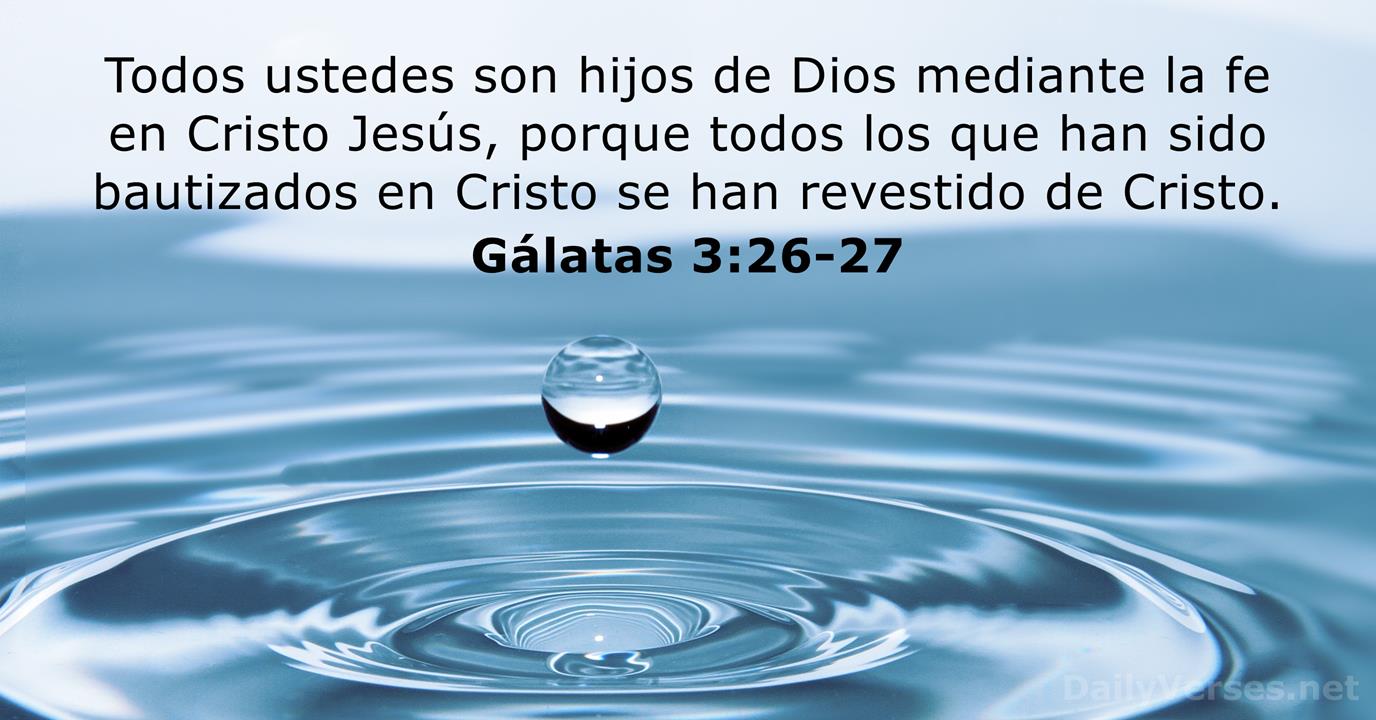 Todos ustedes son hijos de Dios mediante la fe
en Cristo Jesús, porque todos los que han sido
bautizados en Cristo se han revestido de Cristo.
Gálatas 3:26-27
DailyVerses.net